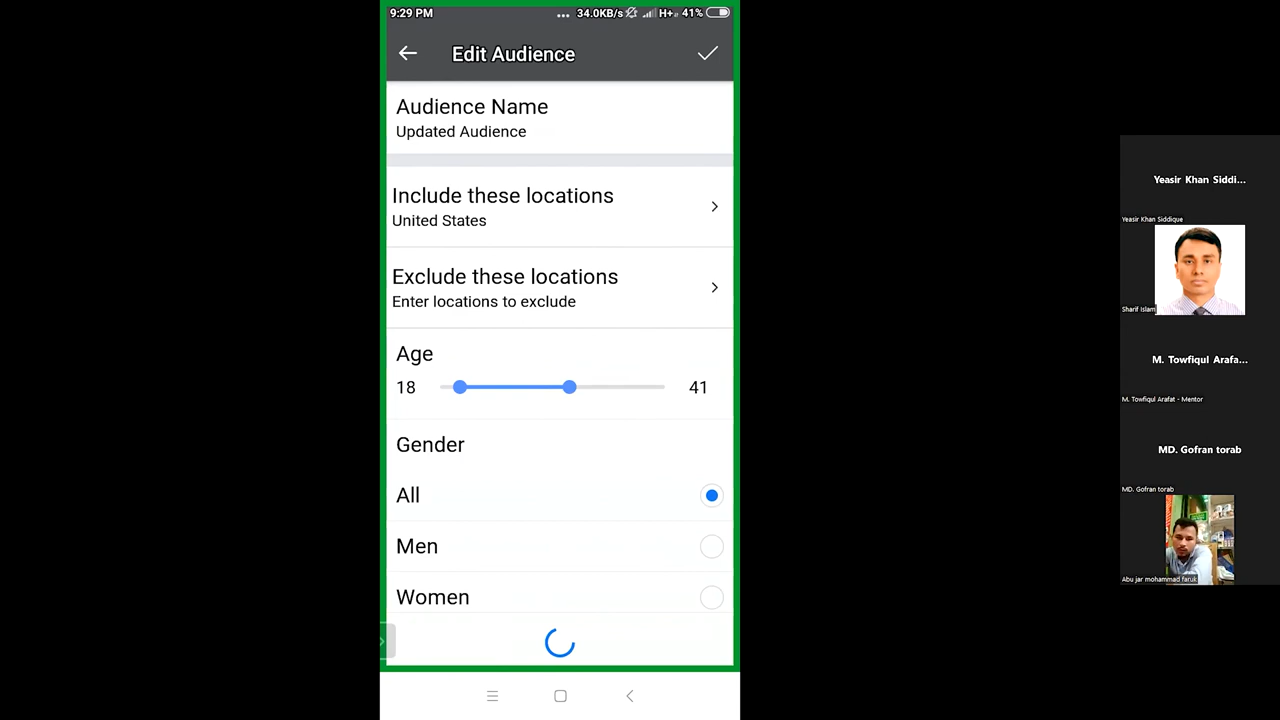 9:29 PM
... 34.0KB/s H+ 41%
Edit Audience
Audience Name
Updated Audience
Include these locations
United States
Exclude these locations
Enter locations to exclude
Age
18
41
Gender
All
Men
Women
Yeasir Khan Siddi...
Yeasir Khan Siddique
Sharif Islam
M. Towfiqul Arafa...
M. Towfiqul Arafat - Mentor
MD. Gofran torab
MD. Gofran torab
Abu jar mohammad faruk